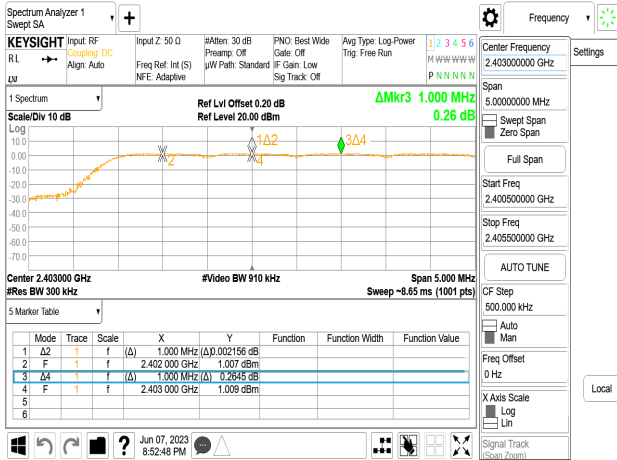 Spectrum Analyzer 1
Swept SA
Frequency
Settings
KEYSIGHT
Input: RF
Coupling: DC
Align: Auto
Input Z: 50 Ω
Freq Ref: Int (S)
NFE: Adaptive
#Atten: 30 dB
Preamp: Off
µW Path: Standard
PNO: Best Wide
Gate: Off
IF Gain: Low
Sig Track: Off
Avg Type: Log-Power
Trig: Free Run
1 2 3 4 5 6
M W W W W W
P N N N N N
R L
LXI
1 Spectrum
Scale/Div 10 dB
Ref Lvl Offset 0.20 dB
Ref Level 20.00 dBm
ΔMkr3 1.000 MHz
0.26 dB
Log
10.0
0.00
-10.0
-20.0
-30.0
-40.0
-50.0
-60.0
-70.0
2
1Δ2
4
3Δ4
Center 2.403000 GHz
#Res BW 300 kHz
#Video BW 910 kHz
Span 5.000 MHz
Sweep ~8.65 ms (1001 pts)
5 Marker Table
Mode Trace Scale X Y Function Function Width Function Value
1 Δ2 1 f (Δ) 1.000 MHz (Δ)0.002156 dB
2 F 1 f 2.402 000 GHz 1.007 dBm
3 Δ4 1 f (Δ) 1.000 MHz (Δ) 0.2645 dB
4 F 1 f 2.403 000 GHz 1.009 dBm
5
6
Center Frequency
2.403000000 GHz
Span
5.00000000 MHz
Swept Span
Zero Span
Full Span
Start Freq
2.400500000 GHz
Stop Freq
2.405500000 GHz
AUTO TUNE
CF Step
500.000 kHz
Auto
Man
Freq Offset
0 Hz
X Axis Scale
Log
Lin
Signal Track
(Span Zoom)
Local
?
Jun 07, 2023
8:52:48 PM